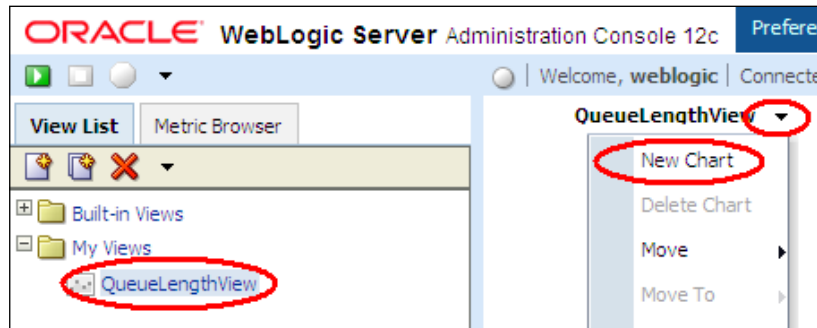 ORACLE WebLogic Server Administration Console 12c Prefere
Welcome, weblogic Connecte
View List Metric Browser
QueueLengthView
New Chart
Built-in Views
Delete Chart
My Views
Move
QueueLengthView
Move To